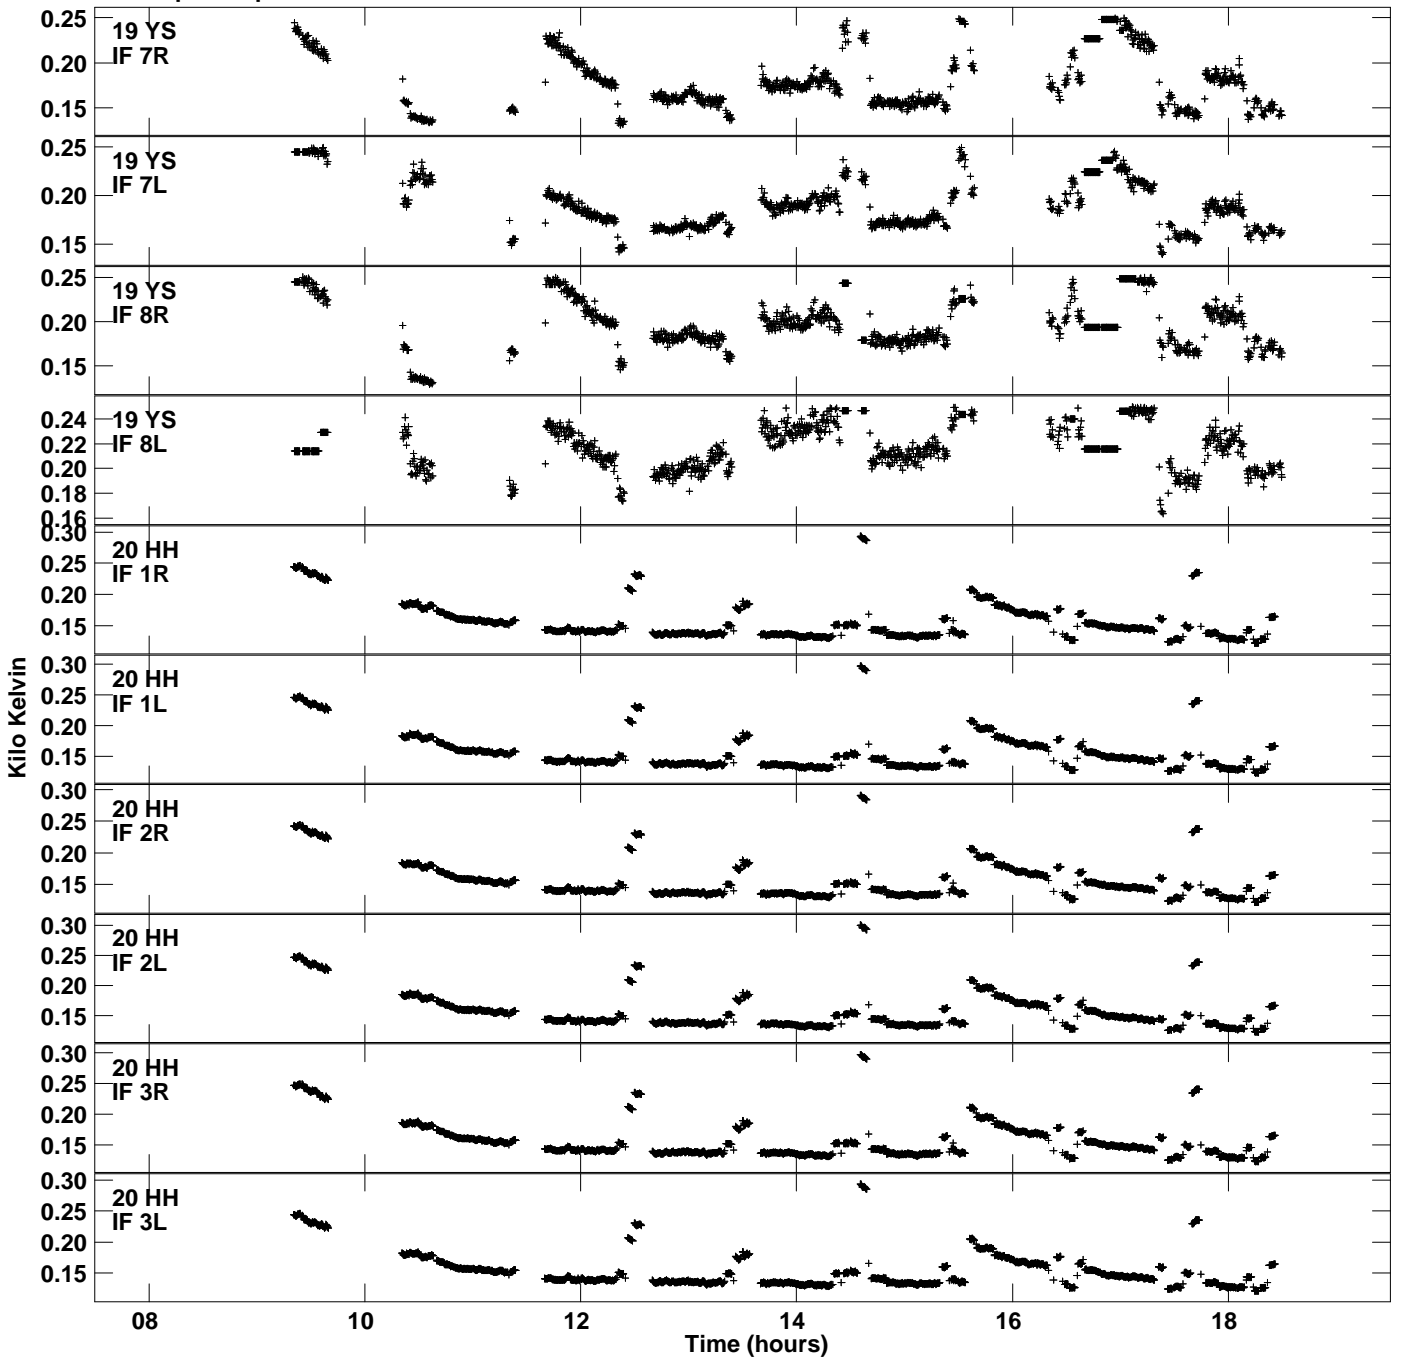 0.25
0.20
0.15
19 YS
IF 7R
0.25
0.20
0.15
19 YS
IF 7L
0.25
0.20
0.15
19 YS
IF 8R
0.24
0.22
0.20
0.18
0.16
19 YS
IF 8L
0.30
0.25
0.20
0.15
20 HH
IF 1R
0.30
0.25
0.20
0.15
20 HH
IF 1L
0.30
0.25
0.20
0.15
20 HH
IF 2R
0.30
0.25
0.20
0.15
20 HH
IF 2L
0.30
0.25
0.20
0.15
20 HH
IF 3R
0.30
0.25
0.20
0.15
20 HH
IF 3L
Kilo Kelvin
08 10 12 14 16 18
Time (hours)